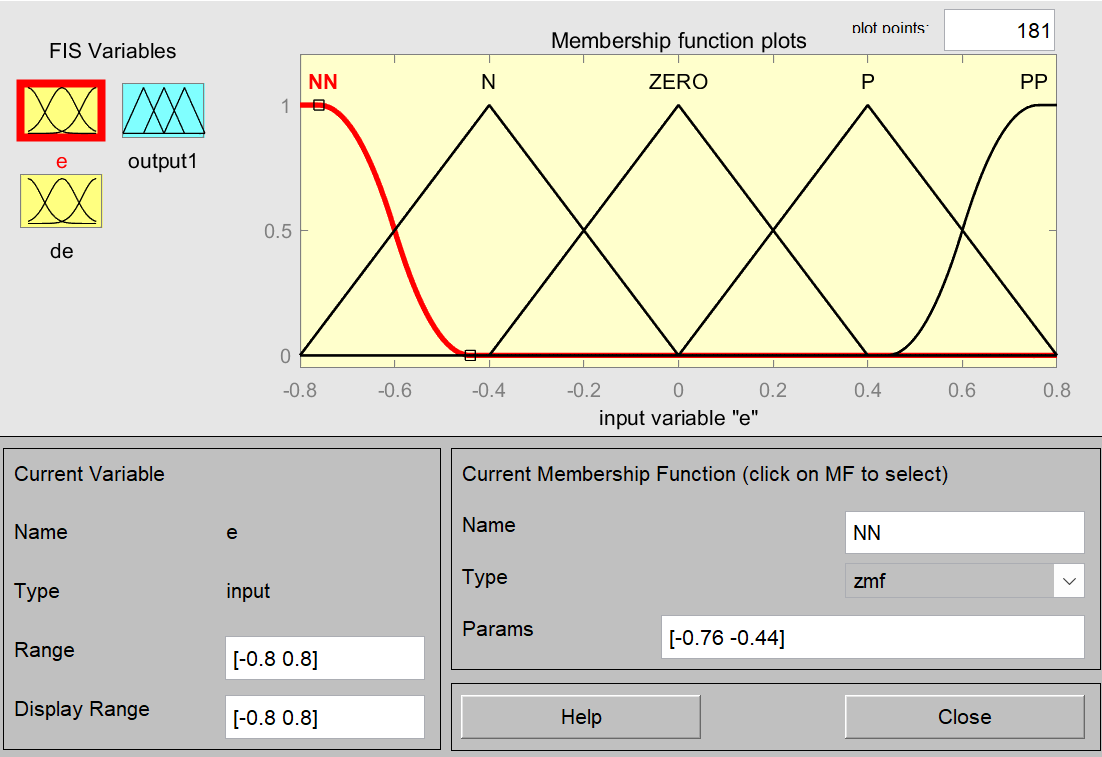 FIS Variables
e
output1
de
Membership function plots
plot points:
181
NN
N
ZERO
P
PP
1
0.5
0
-0.8
-0.6
-0.4
-0.2
0
0.2
0.4
0.6
0.8
input variable "e"
Current Variable
Name
e
Type
input
Range
[-0.8 0.8]
Display Range
[-0.8 0.8]
Current Membership Function (click on MF to select)
Name
NN
Type
zmf
Params
[-0.76 -0.44]
Help
Close